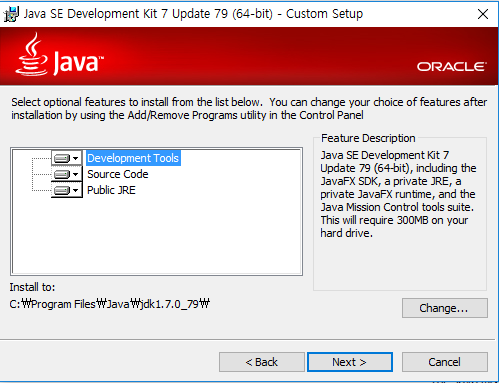 Java SE Development Kit 7 Update 79 (64-bit) - Custom Setup
Java™
ORACLE
Select optional features to install from the list below. You can change your choice of features after
installation by using the Add/Remove Programs utility in the Control Panel
Development Tools
Source Code
Public JRE
Feature Description
Java SE Development Kit 7
Update 79 (64-bit), including the
JavaFX SDK, a private JRE, a
private JavaFX runtime, and the
Java Mission Control tools suite.
This will require 300MB on your
hard drive.
Install to:
C:₩Program Files₩Java₩jdk1.7.0_79₩
Change...
< Back
Next >
Cancel